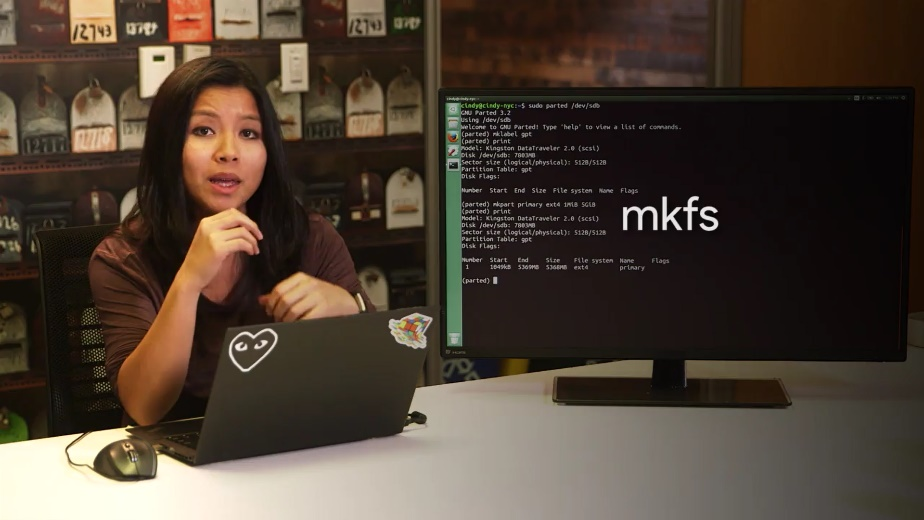 12743
12743
cindy@cindy-nyc:~$ sudo parted /dev/sdb
GNU Parted 3.2
Using /dev/sdb
Welcome to GNU Parted! Type 'help' to view a list of commands.
(parted) mklabel gpt
(parted) print
Model: Kingston DataTraveler 2.0 (scsi)
Disk /dev/sdb: 7803MB
Sector size (logical/physical): 512B/512B
Partition Table: gpt
Disk Flags:
Number Start End Size File system Name Flags
(parted) mkpart primary ext4 1MiB 5GiB
(parted) print
Model: Kingston DataTraveler 2.0 (scsi)
Disk /dev/sdb: 7803MB
Sector size (logical/physical): 512B/512B
Partition Table: gpt
Disk Flags:
Number Start End Size File system Name Flags
1 1049kB 5369MB 5368MB ext4 primary
(parted)
mkfs